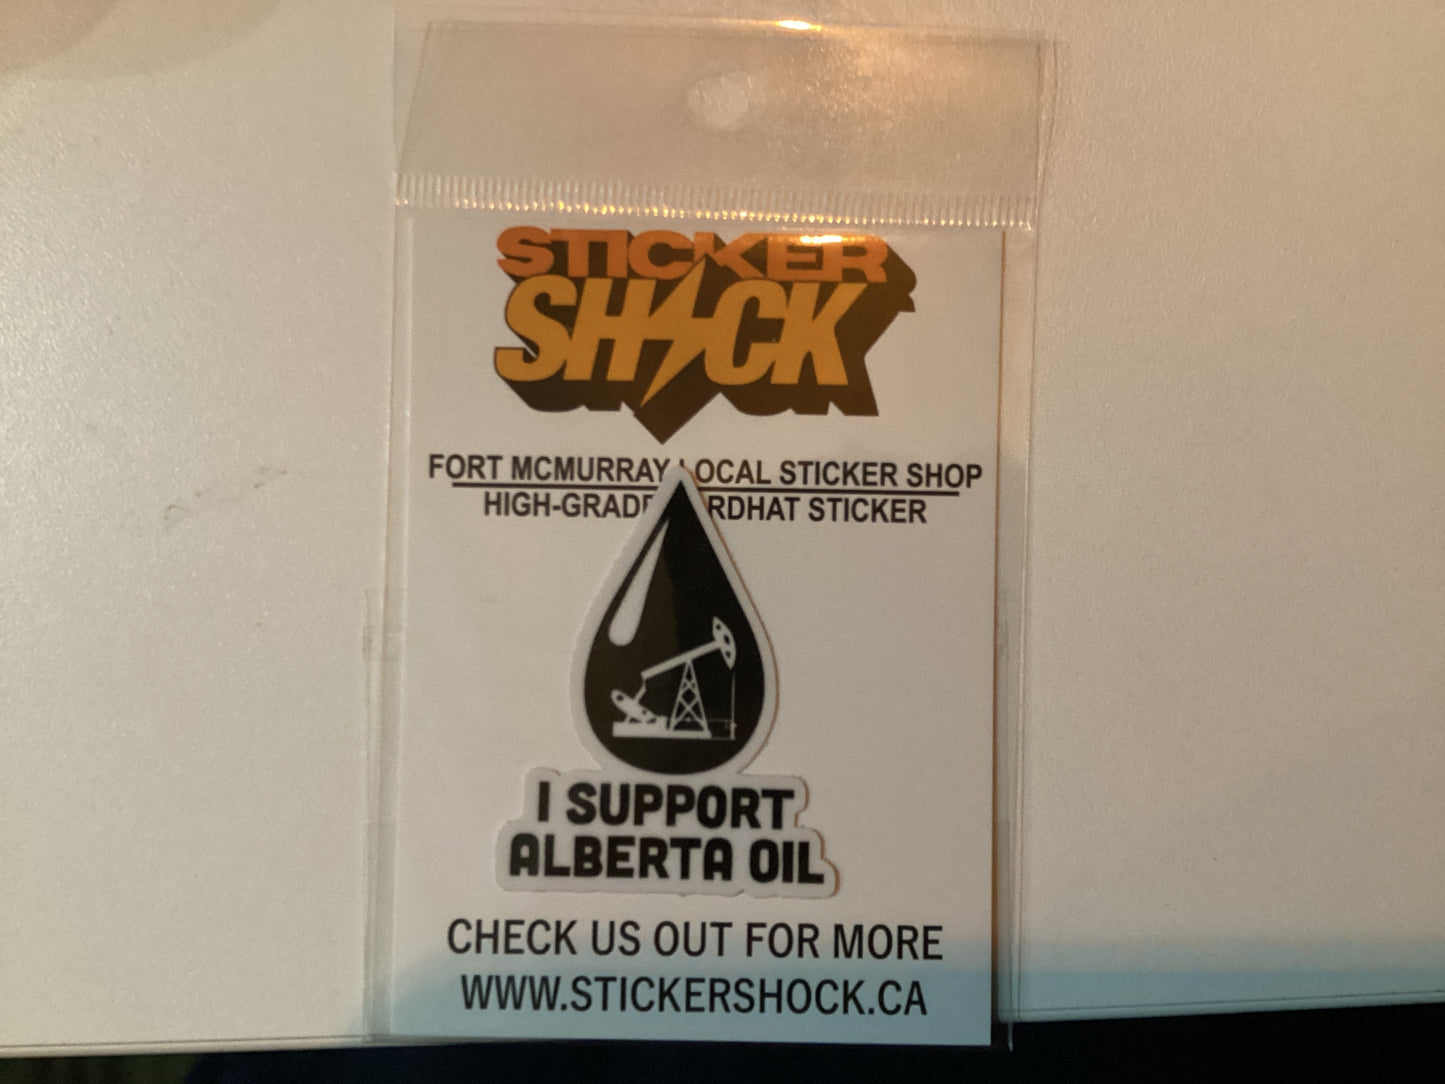 STICKER
SHOCK
FORT MCMURRAY LOCAL STICKER SHOP
HIGH-GRADE HARDHAT STICKER
I SUPPORT
ALBERTA OIL
CHECK US OUT FOR MORE
WWW.STICKERSHOCK.CA